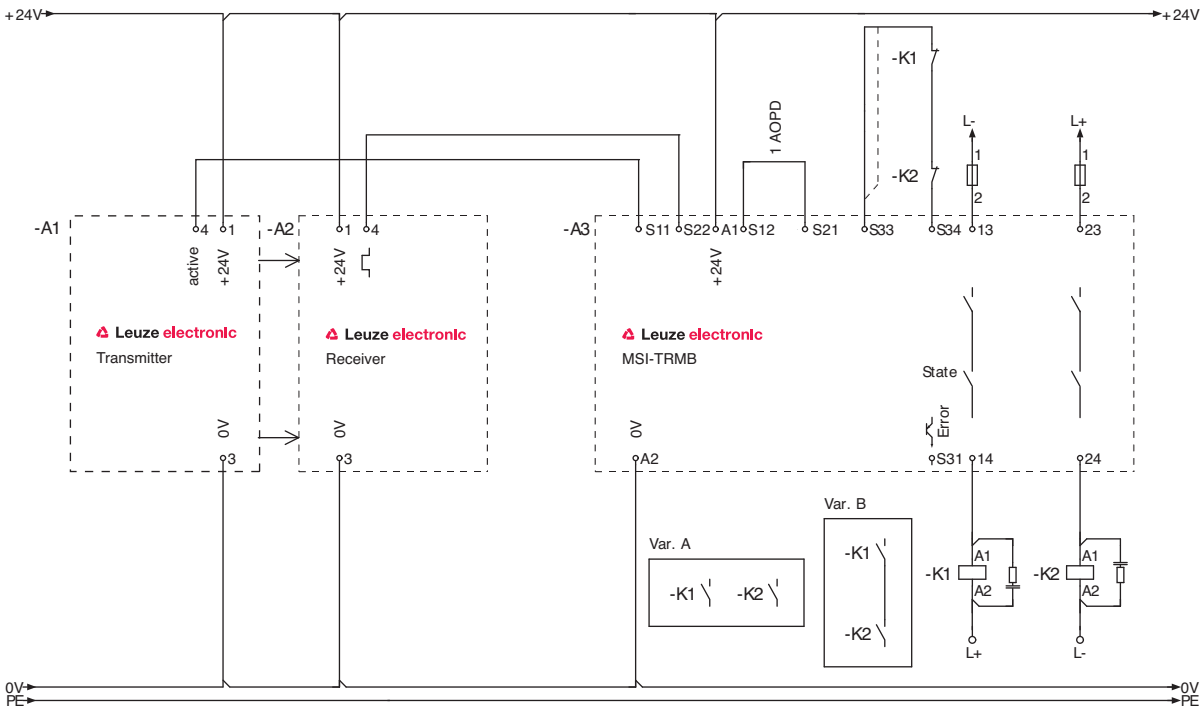 +24V +24V
-K1
1 AOPD
L- L+
1 1
-K2
2 2
-A1 4 1 -A2 1 4 -A3 S11 S22 A1 S12 S21 S33 S34 13 23
active +24V +24V +24V
Leuze electronic Leuze electronic Leuze electronic
Transmitter Receiver MSI-TRMB
State
0V 0V 0V Error
3 3 A2 S31 14 24
Var. B
Var. A
-K1 -K1 A1 A2 -K2 A1 A2
-K1 -K2
-K2
L+ L-
0V 0V
PE PE